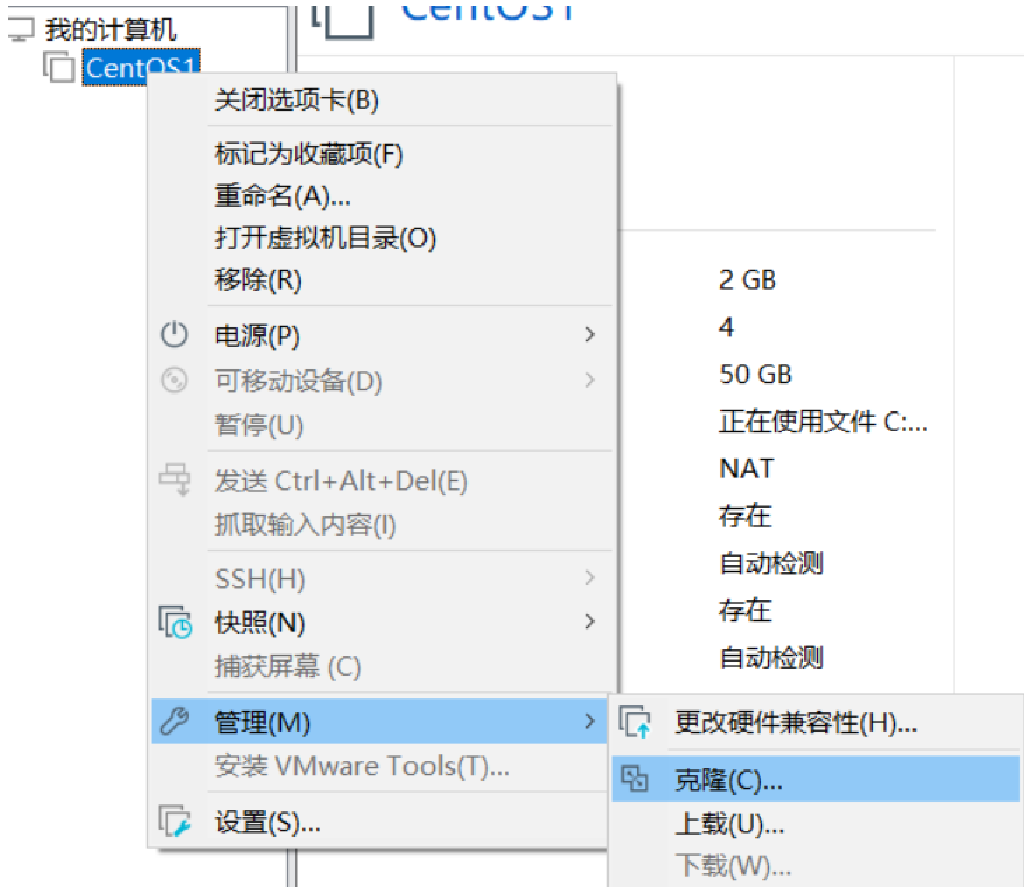 我的计算机
CentOS1
CentOS1
关闭选项卡(B)
标记为收藏项(F)
重命名(A)...
打开虚拟机目录(O)
移除(R)
电源(P)
可移动设备(D)
暂停(U)
发送 Ctrl+Alt+Del(E)
抓取输入内容(I)
SSH(H)
快照(N)
捕获屏幕 (C)
管理(M)
安装 VMware Tools(T)...
设置(S)...
2 GB
4
50 GB
正在使用文件 C:...
NAT
存在
自动检测
存在
自动检测
更改硬件兼容性(H)...
克隆(C)...
上载(U)...
下载(W)...